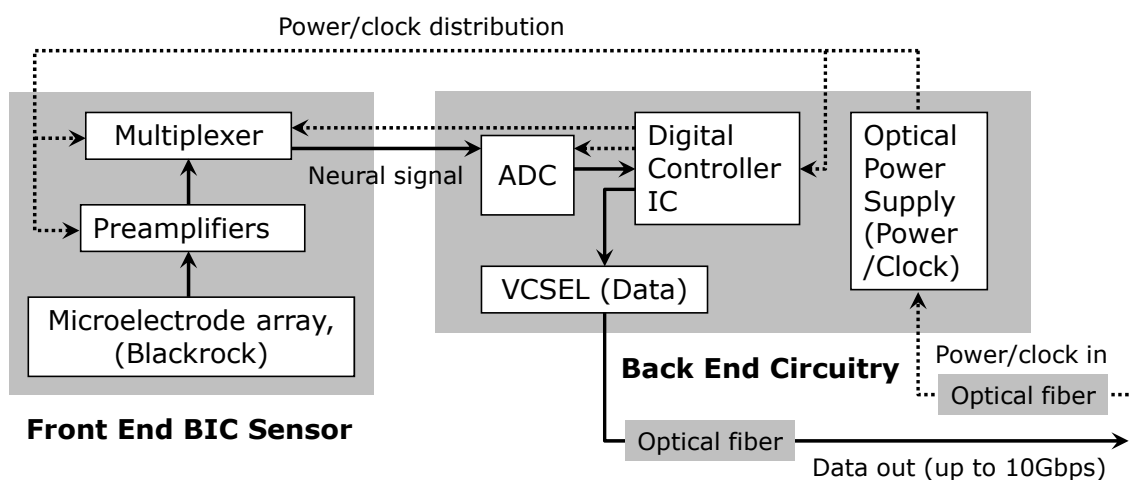 Power/clock distribution
Multiplexer
Neural signal
Preamplifiers
Microelectrode array,
(Blackrock)
Front End BIC Sensor
ADC
Digital
Controller
IC
VCSEL (Data)
Optical
Power
Supply
(Power
/Clock)
Back End Circuitry
Power/clock in
Optical fiber
Optical fiber
Data out (up to 10Gbps)